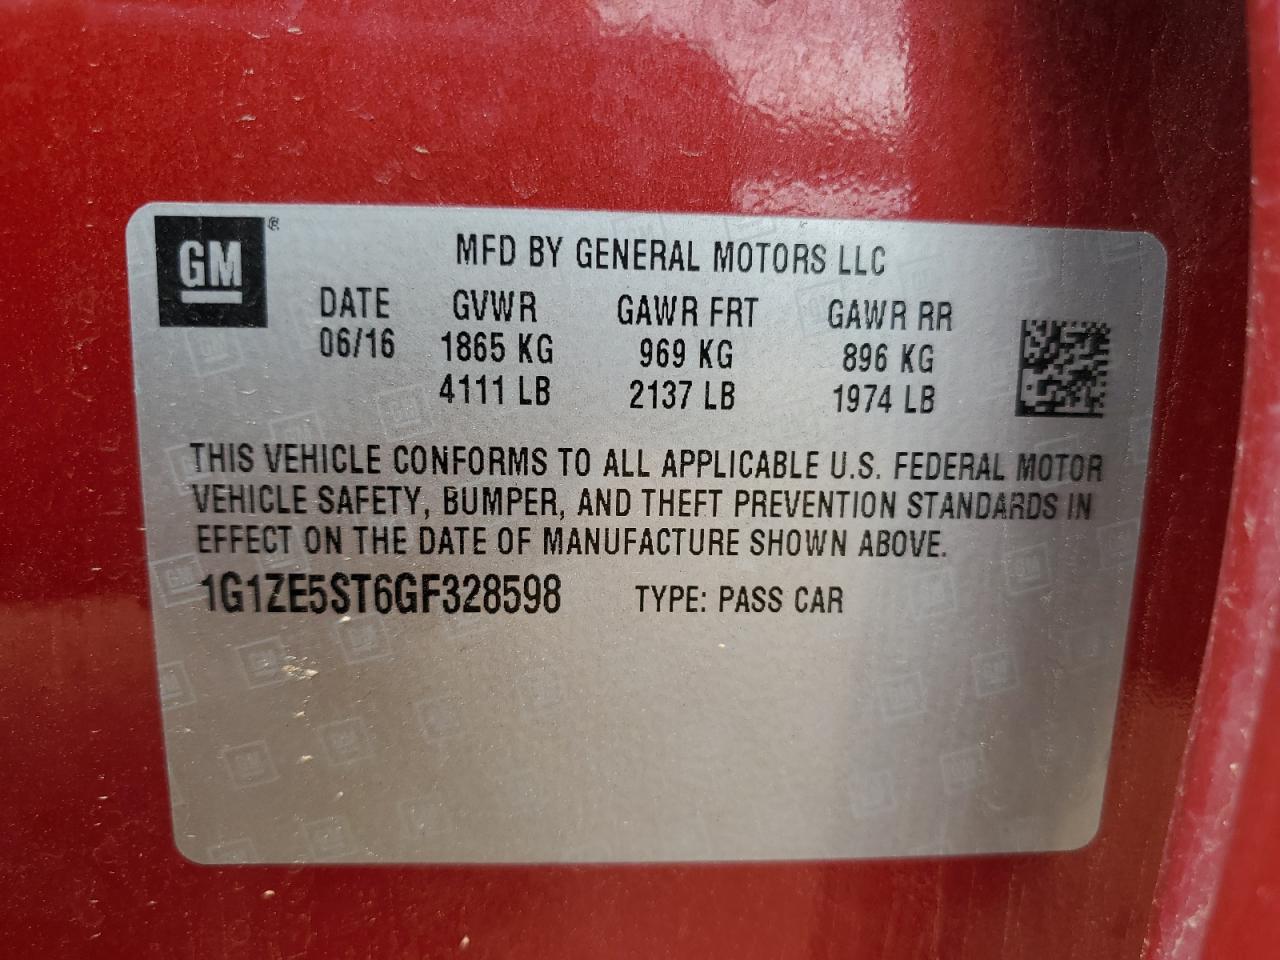 GM®
MFD BY GENERAL MOTORS LLC
DATE GVWR GAWR FRT GAWR RR
06/16 1865 KG 969 KG 896 KG
4111 LB 2137 LB 1974 LB
THIS VEHICLE CONFORMS TO ALL APPLICABLE U.S. FEDERAL MOTOR
VEHICLE SAFETY, BUMPER, AND THEFT PREVENTION STANDARDS IN
EFFECT ON THE DATE OF MANUFACTURE SHOWN ABOVE.
1G1ZE5ST6GF328598 TYPE: PASS CAR